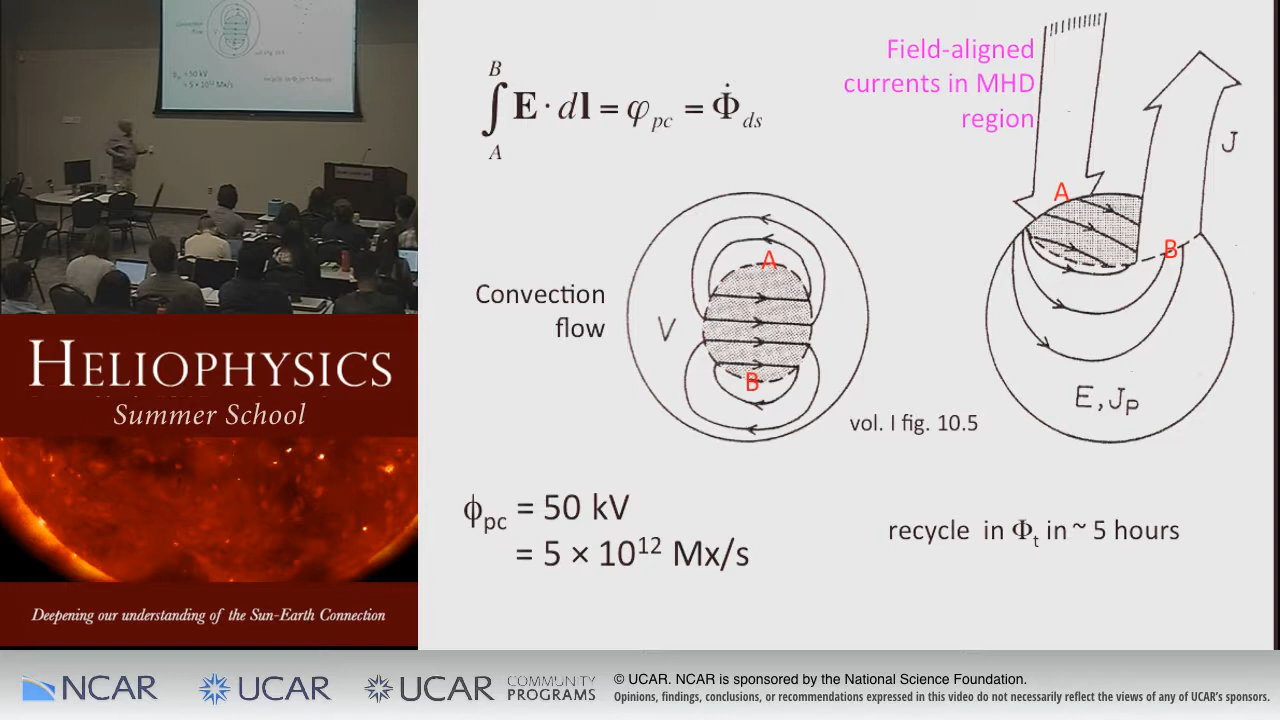 B
∫ E · dl = φpc = Φ̇ds
A
Field-aligned
currents in MHD
region
J
A
B
A
Convection
flow
V
B
E, JP
vol. I fig. 10.5
ϕpc = 50 kV
= 5 × 10¹² Mx/s
recycle in Φt in ~ 5 hours
HELIOPHYSICS
Summer School
Deepening our understanding of the Sun-Earth Connection
NCAR
UCAR
UCAR
COMMUNITY
PROGRAMS
© UCAR. NCAR is sponsored by the National Science Foundation.
Opinions, findings, conclusions, or recommendations expressed in this video do not necessarily reflect the views of any of UCAR's sponsors.